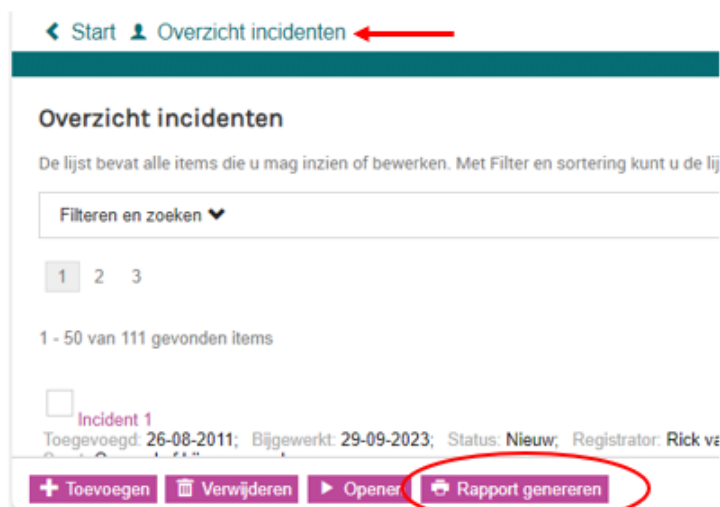 Start Overzicht incidenten
Overzicht incidenten
De lijst bevat alle items die u mag inzien of bewerken. Met Filter en sortering kunt u de
Filteren en zoeken
1 2 3
1 - 50 van 111 gevonden items
Incident 1
Toegevoegd: 26-08-2011; Bijgewerkt: 29-09-2023; Status: Nieuw; Registrator: Rick
Toevoegen Verwijderen Openen Rapport genereren